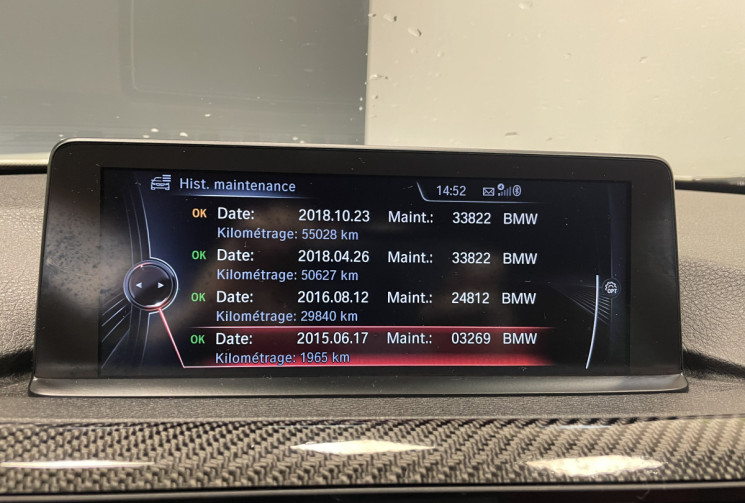 Hist. maintenance 14:52
OK Date: 2018.10.23 Maint.: 33822 BMW
Kilométrage: 55028 km
OK Date: 2018.04.26 Maint.: 33822 BMW
Kilométrage: 50627 km
OK Date: 2016.08.12 Maint.: 24812 BMW
Kilométrage: 29840 km
OK Date: 2015.06.17 Maint.: 03269 BMW
Kilométrage: 1965 km
OPT